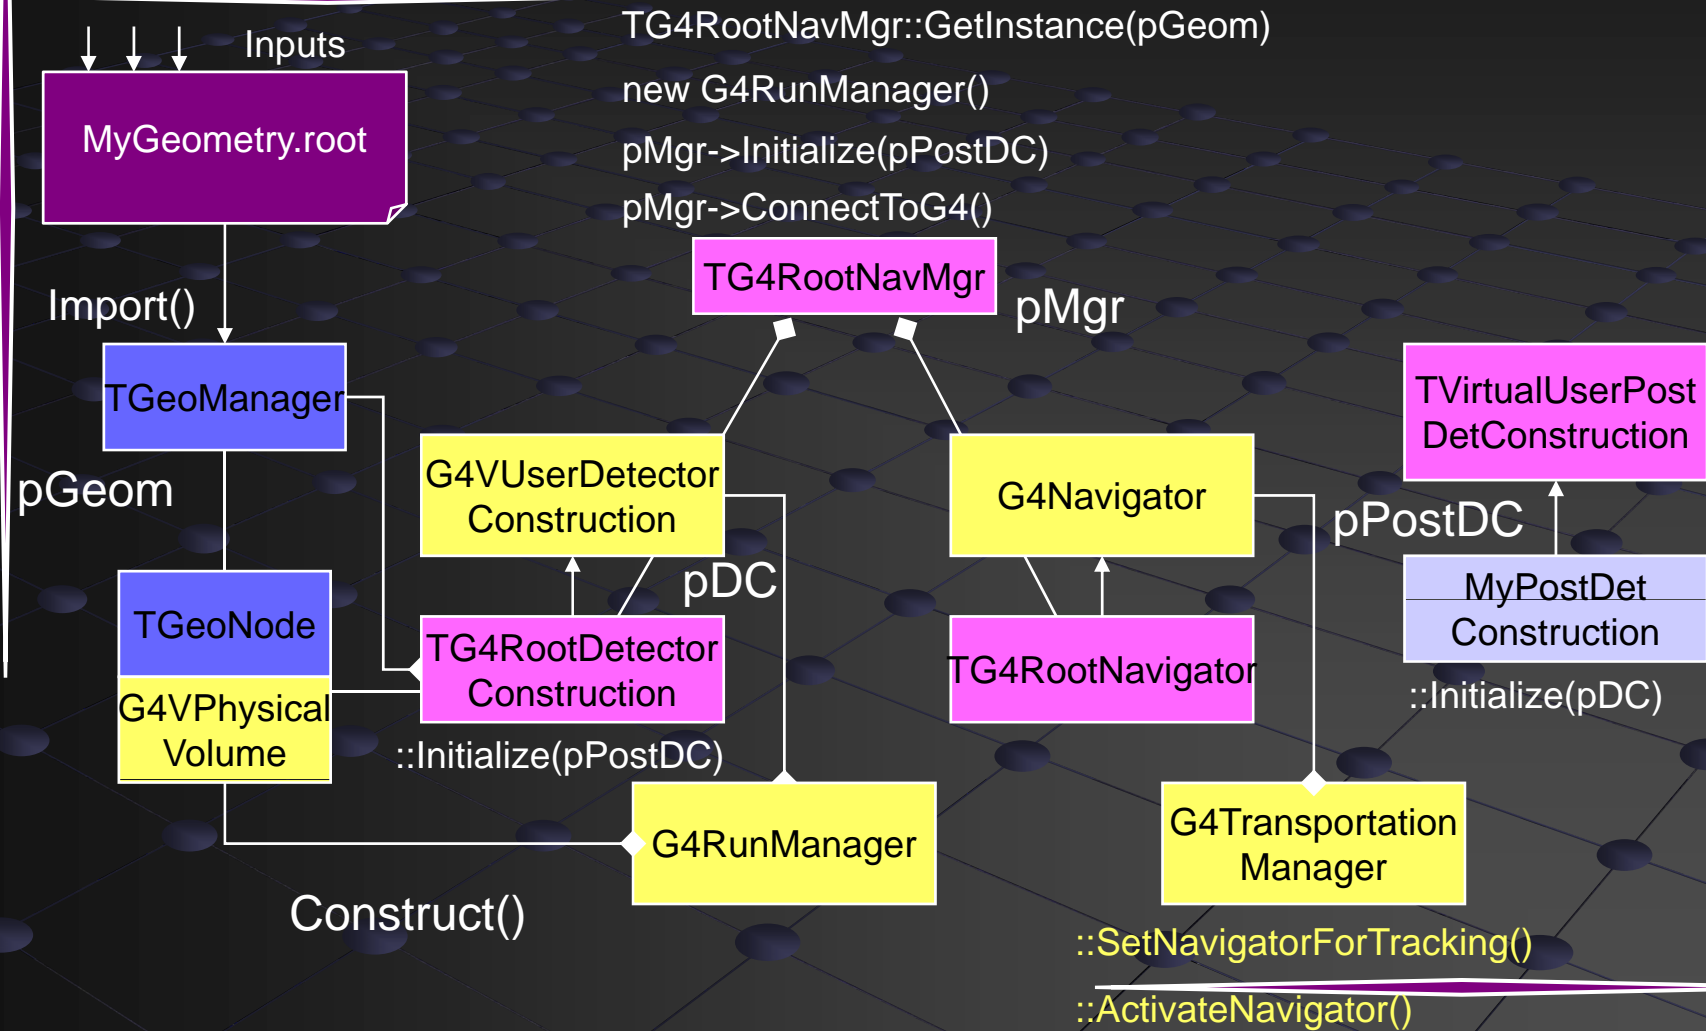 Inputs
MyGeometry.root
TG4RootNavMgr::GetInstance(pGeom)
new G4RunManager()
pMgr->Initialize(pPostDC)
pMgr->ConnectToG4()
TG4RootNavMgr
pMgr
Import()
TGeoManager
pGeom
TGeoNode
G4VPhysical
Volume
G4VUserDetector
Construction
pDC
TG4RootDetector
Construction
::Initialize(pPostDC)
G4Navigator
TG4RootNavigator
TVirtualUserPost
DetConstruction
pPostDC
MyPostDet
Construction
::Initialize(pDC)
G4RunManager
Construct()
G4Transportation
Manager
::SetNavigatorForTracking()
::ActivateNavigator()